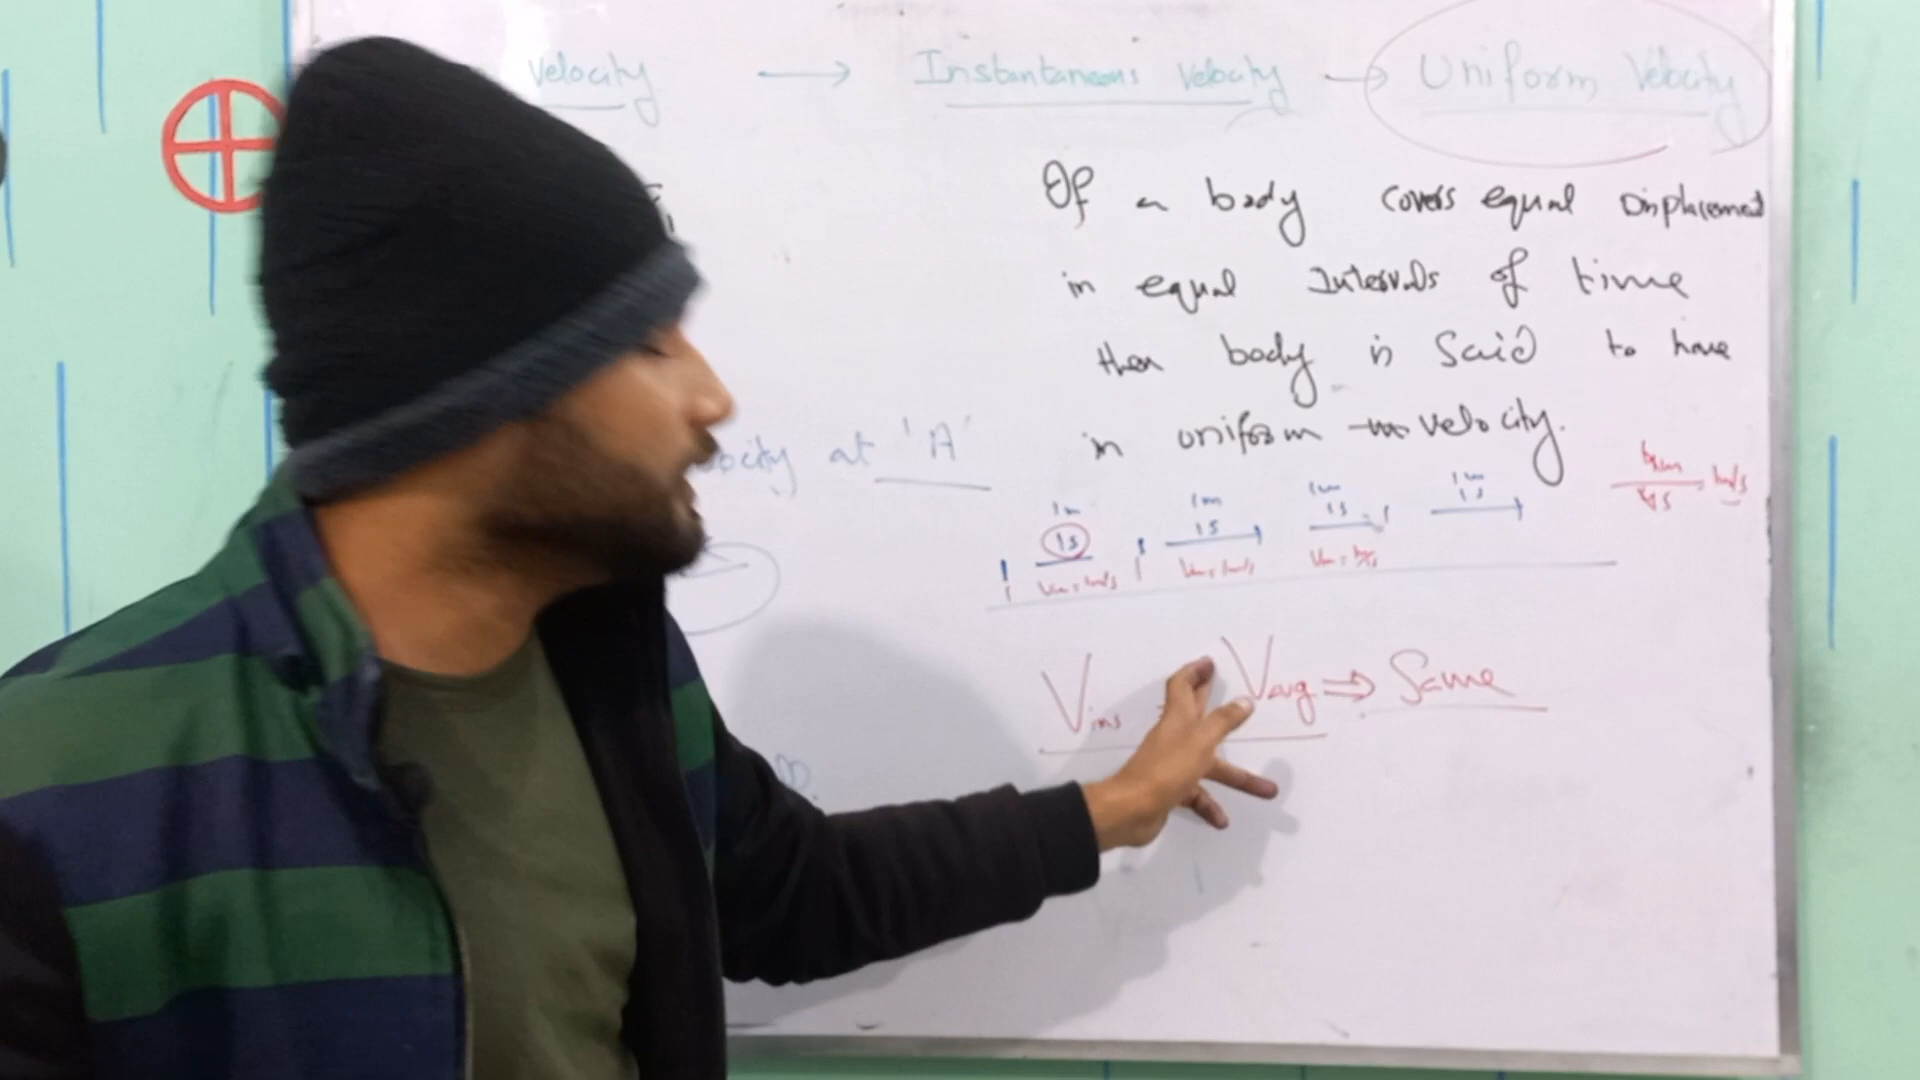 Velocity → Instantaneous Velocity → Uniform Velocity
If a body covers equal Displacement
in equal Intervals of time
then body is said to have
in uniform velocity.
ocity at 'A'
1m 1m 1m 1m
1s 1s 1s 1s
Vins Vavg ⇒ Same